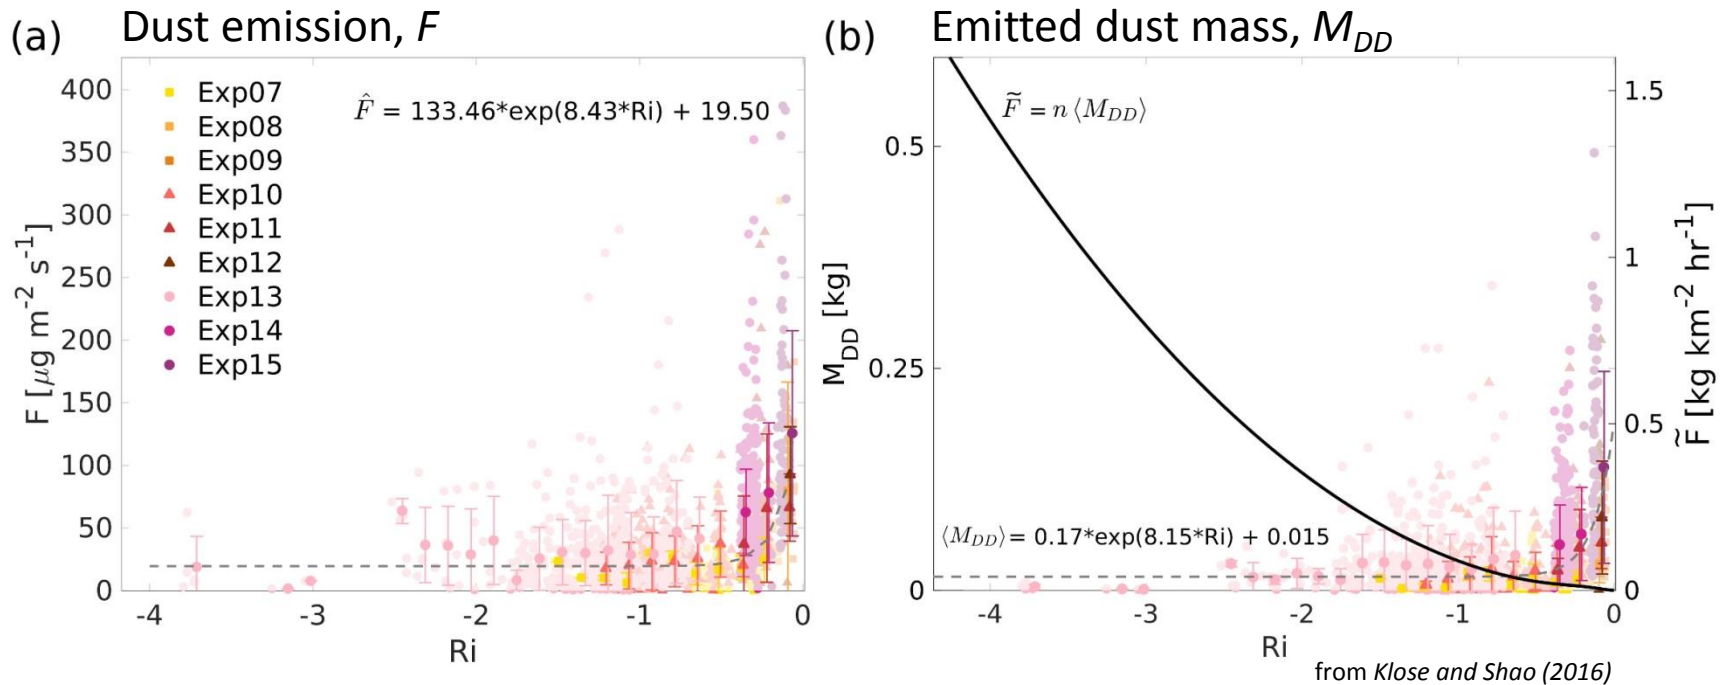 (a) Dust emission, F
F [μg m⁻² s⁻¹]
400
350
300
250
200
150
100
50
0
Exp07
Exp08
Exp09
Exp10
Exp11
Exp12
Exp13
Exp14
Exp15
F̂ = 133.46*exp(8.43*Ri) + 19.50
-4 -3 -2 -1 0
Ri
(b) Emitted dust mass, M_DD
M_DD [kg]
0.5
0.25
0
F̃ = n ⟨M_DD⟩
⟨M_DD⟩ = 0.17*exp(8.15*Ri) + 0.015
1.5
1
0.5
0
F̃ [kg km⁻² hr⁻¹]
-4 -3 -2 -1 0
Ri
from Klose and Shao (2016)